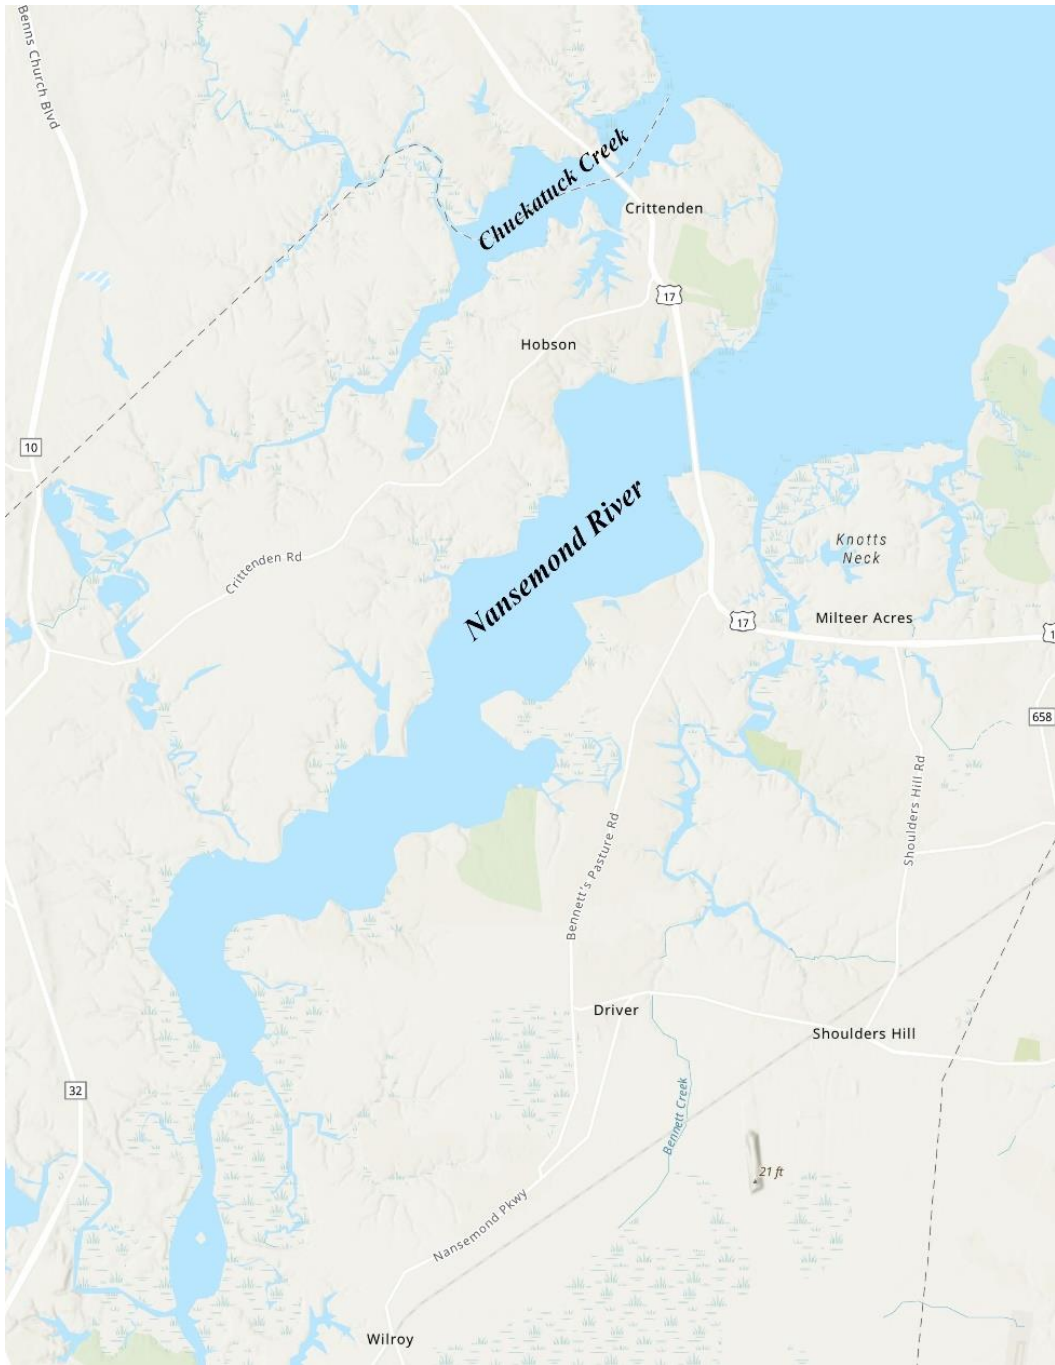 Benns Church Blvd
Chuckatuck Creek
Crittenden
17
Hobson
10
Nansemond River
Crittenden Rd
Knotts
Neck
17
Milteer Acres
1
658
Shoulders Hill Rd
Bennett's Pasture Rd
Driver
Shoulders Hill
32
Bennett Creek
21 ft
Nansemond Pkwy
Wilroy